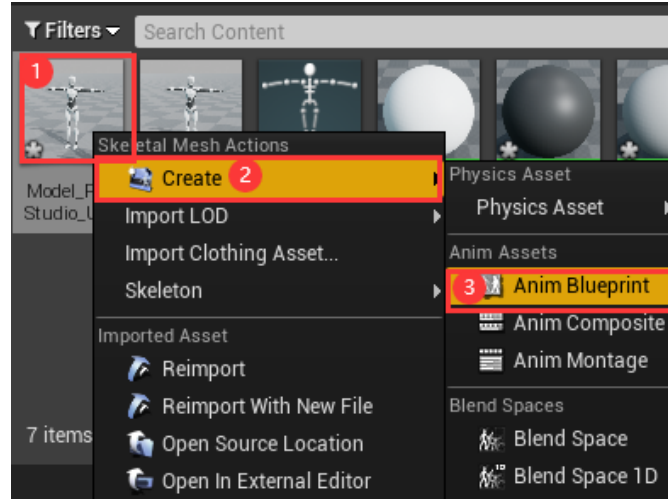 Filters
Search Content
1
Skeletal Mesh Actions
Create 2
Import LOD
Import Clothing Asset...
Skeleton
Imported Asset
Reimport
Reimport With New File
Open Source Location
Open In External Editor
Physics Asset
Physics Asset
Anim Assets
3 Anim Blueprint
Anim Composite
Anim Montage
Blend Spaces
Blend Space
Blend Space 1D
Model_P
Studio_U
7 items